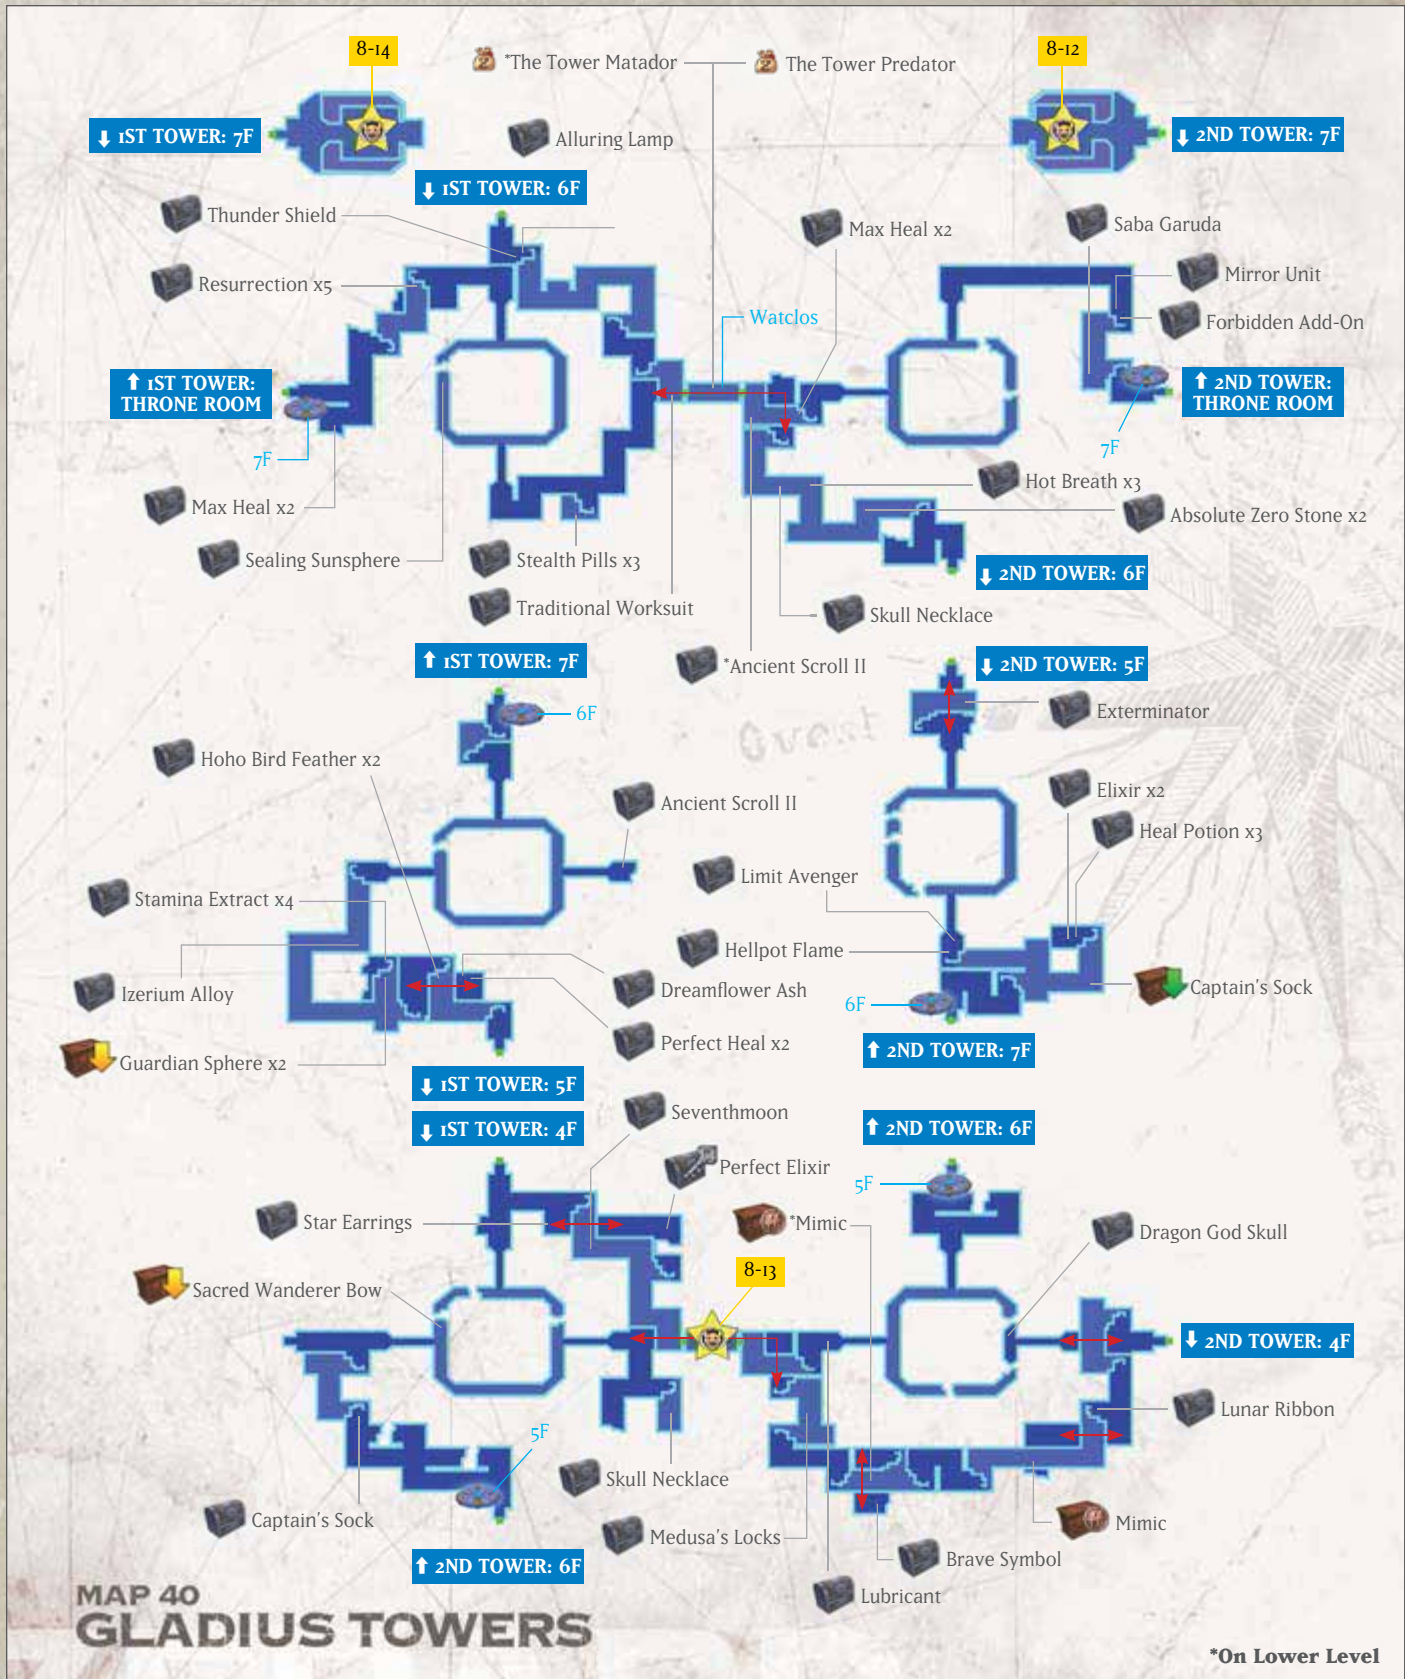 8-14
*The Tower Matador
The Tower Predator
8-12
⬇ 1ST TOWER: 7F
Alluring Lamp
⬇ 2ND TOWER: 7F
⬇ 1ST TOWER: 6F
Thunder Shield
Max Heal x2
Saba Garuda
Resurrection x5
Mirror Unit
Watclos
Forbidden Add-On
⬆ 1ST TOWER:
THRONE ROOM
⬆ 2ND TOWER:
THRONE ROOM
7F
7F
Max Heal x2
Hot Breath x3
Absolute Zero Stone x2
Sealing Sunsphere
Stealth Pills x3
⬇ 2ND TOWER: 6F
Traditional Worksuit
Skull Necklace
⬆ 1ST TOWER: 7F
*Ancient Scroll II
⬇ 2ND TOWER: 5F
6F
Exterminator
Ovest
Hoho Bird Feather x2
Ancient Scroll II
Elixir x2
Heal Potion x3
Stamina Extract x4
Limit Avenger
Hellpot Flame
Izerium Alloy
Dreamflower Ash
Captain's Sock
6F
Guardian Sphere x2
Perfect Heal x2
⬆ 2ND TOWER: 7F
⬇ 1ST TOWER: 5F
Seventhmoon
⬇ 1ST TOWER: 4F
⬆ 2ND TOWER: 6F
Perfect Elixir
5F
Star Earrings
*Mimic
Dragon God Skull
8-13
Sacred Wanderer Bow
⬇ 2ND TOWER: 4F
Lunar Ribbon
5F
Skull Necklace
Captain's Sock
Medusa's Locks
Mimic
⬆ 2ND TOWER: 6F
Brave Symbol
Lubricant
MAP 40
GLADIUS TOWERS
*On Lower Level